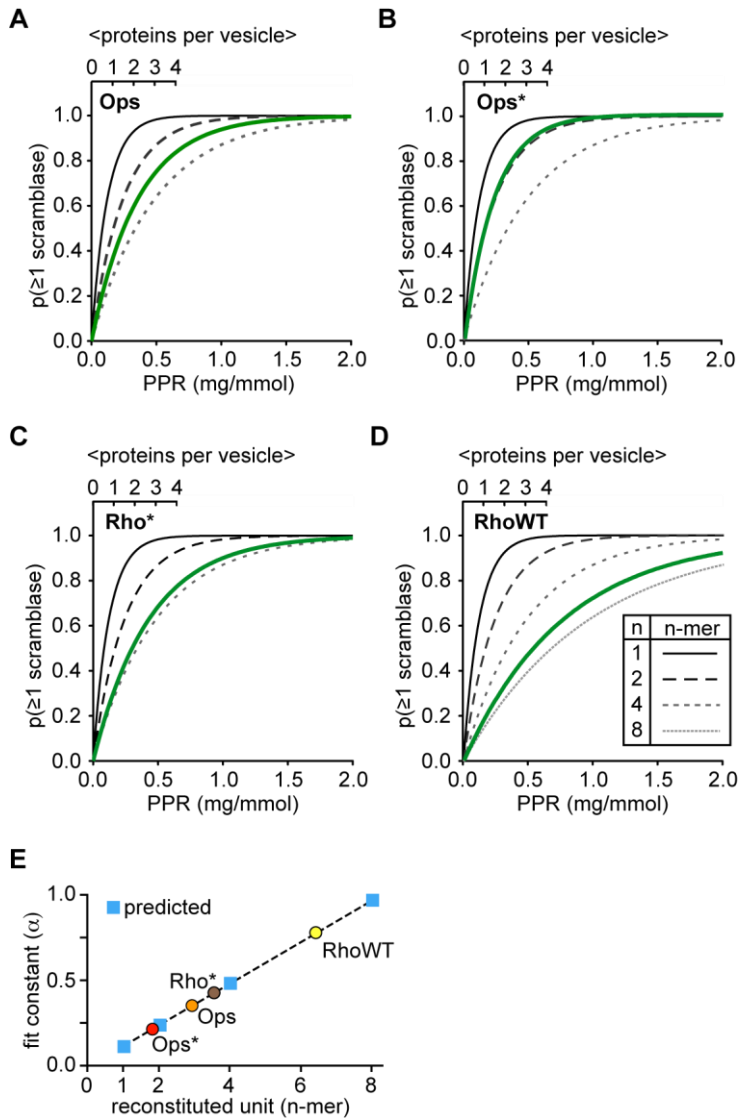 A
<proteins per vesicle>
0 1 2 3 4
Ops
p(≥1 scramblase)
1.0
0.8
0.6
0.4
0.2
0.0
0.0 0.5 1.0 1.5 2.0
PPR (mg/mmol)
B
<proteins per vesicle>
0 1 2 3 4
Ops*
p(≥1 scramblase)
1.0
0.8
0.6
0.4
0.2
0.0
0.0 0.5 1.0 1.5 2.0
PPR (mg/mmol)
C
<proteins per vesicle>
0 1 2 3 4
Rho*
p(≥1 scramblase)
1.0
0.8
0.6
0.4
0.2
0.0
0.0 0.5 1.0 1.5 2.0
PPR (mg/mmol)
D
<proteins per vesicle>
0 1 2 3 4
RhoWT
p(≥1 scramblase)
1.0
0.8
0.6
0.4
0.2
0.0
n n-mer
1
2
4
8
0.0 0.5 1.0 1.5 2.0
PPR (mg/mmol)
E
fit constant (α)
1.0
0.5
0.0
predicted
RhoWT
Rho*
Ops
Ops*
0 1 2 4 6 8
reconstituted unit (n-mer)